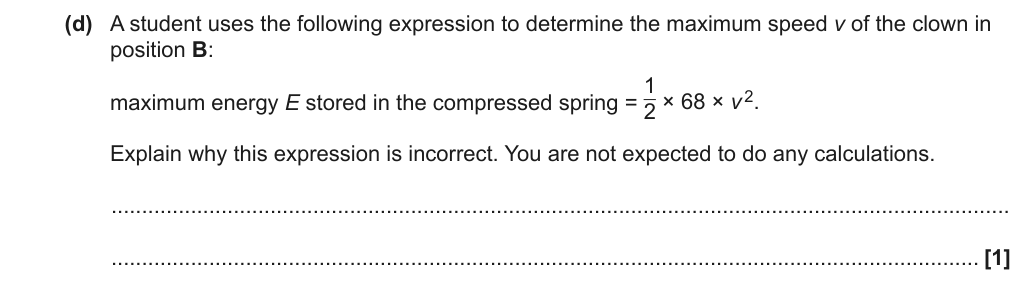 (d) A student uses the following expression to determine the maximum speed v of the clown in
position B:
maximum energy E stored in the compressed spring = 1/2 × 68 × v².
Explain why this expression is incorrect. You are not expected to do any calculations.
..........................................................................................................................................
..................................................................................................................................... [1]